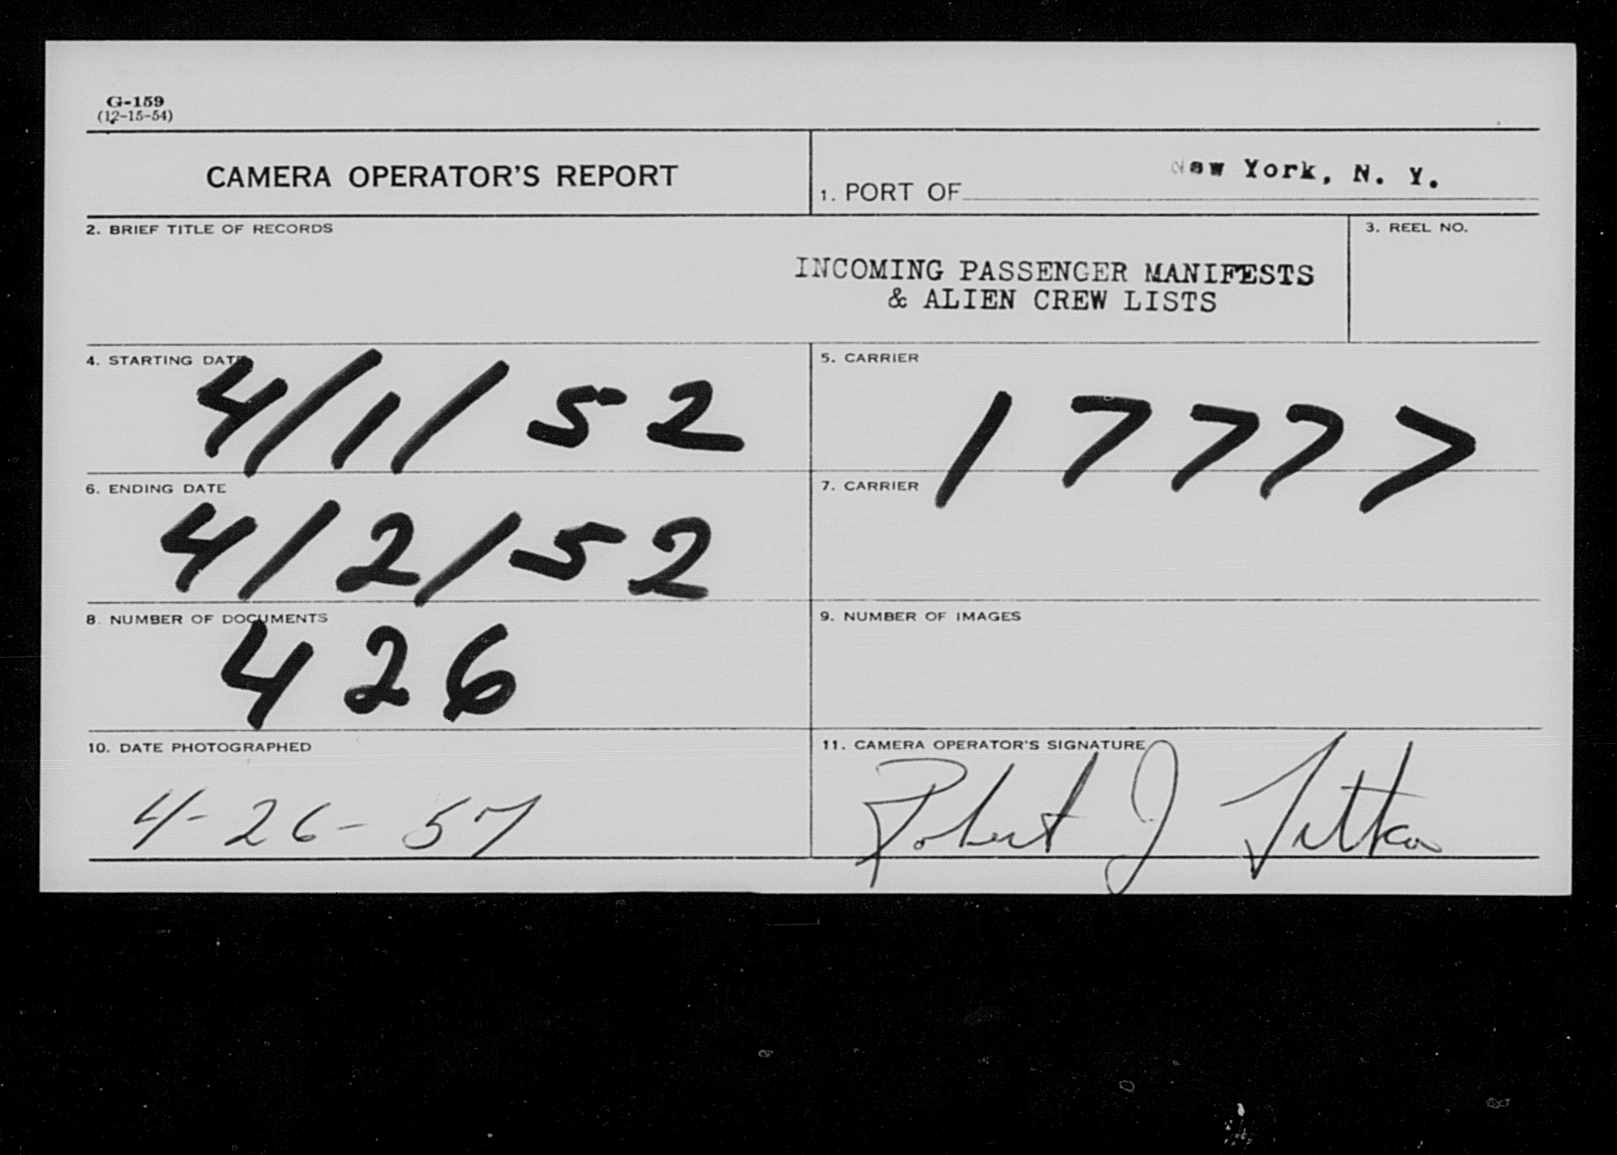 G-159
(12-15-54)
CAMERA OPERATOR'S REPORT
1. PORT OF New York, N. Y.
2. BRIEF TITLE OF RECORDS
INCOMING PASSENGER MANIFESTS
& ALIEN CREW LISTS
3. REEL NO.
4. STARTING DATE
4/1/52
5. CARRIER
17777
6. ENDING DATE
4/2/52
7. CARRIER
8. NUMBER OF DOCUMENTS
426
9. NUMBER OF IMAGES
10. DATE PHOTOGRAPHED
4-26-57
11. CAMERA OPERATOR'S SIGNATURE
Robert J